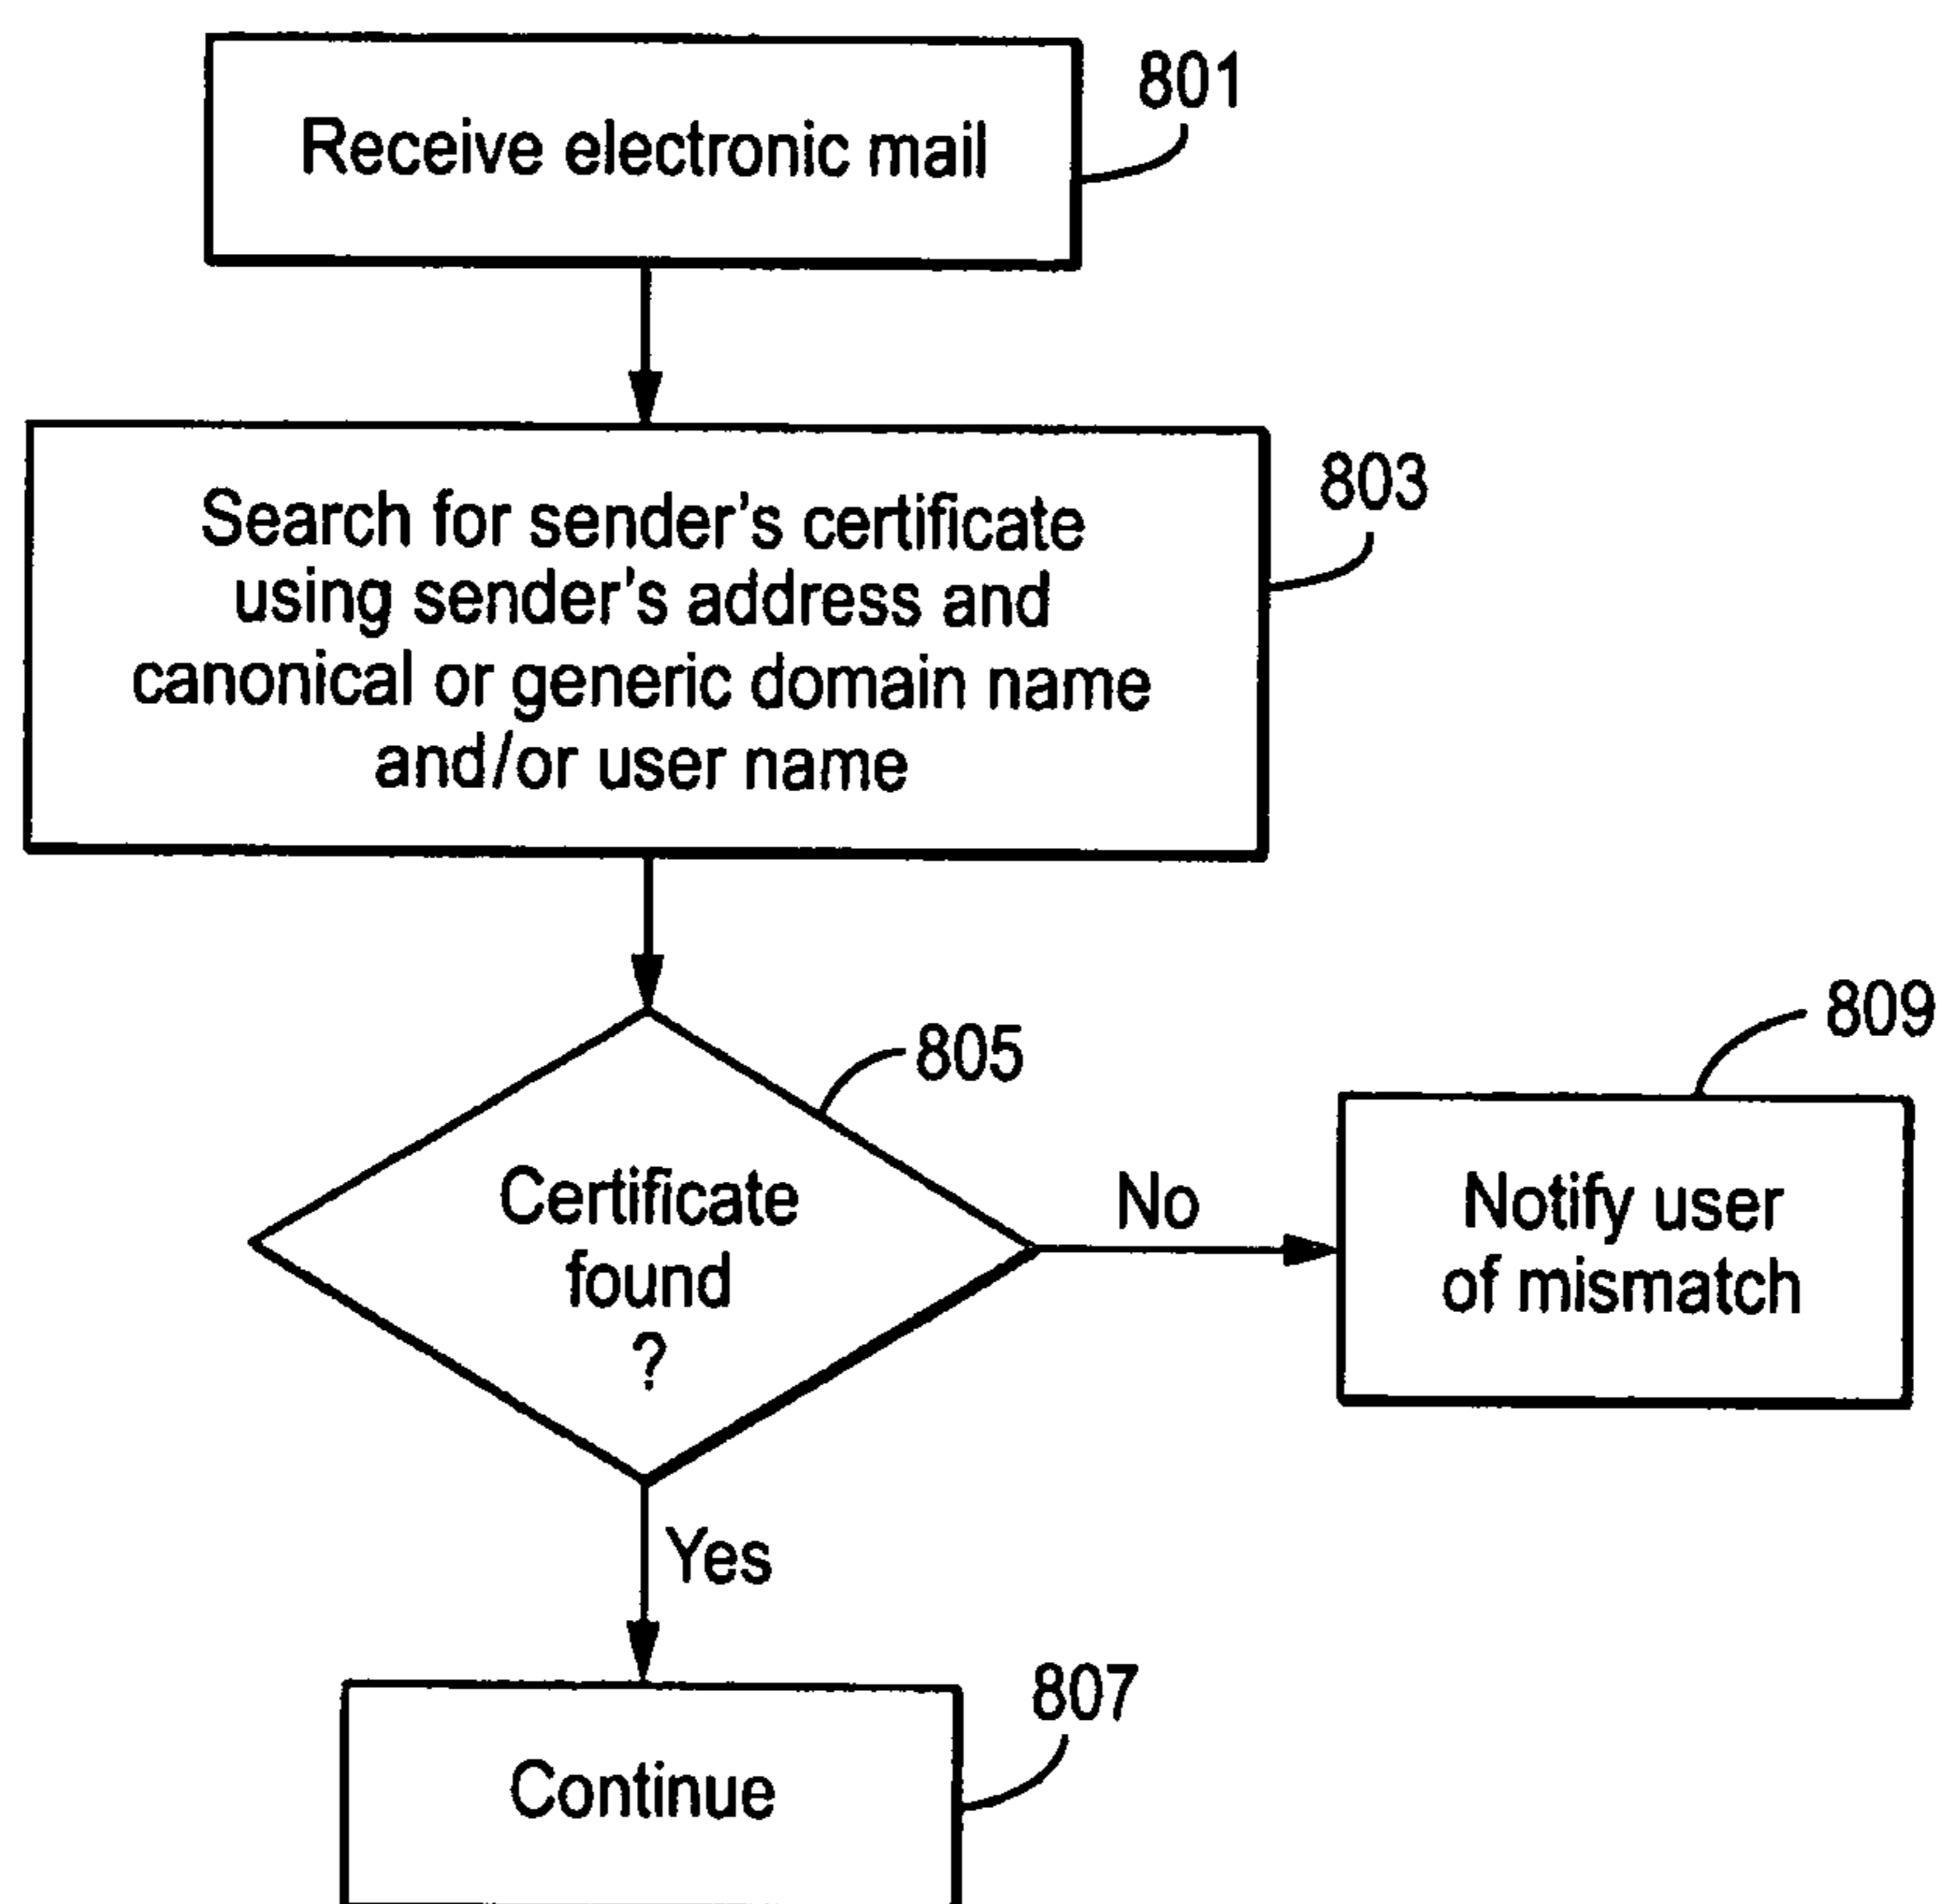 Receive electronic mail
801
Search for sender's certificate
using sender's address and
canonical or generic domain name
and/or user name
803
Certificate
found
?
805
No
Notify user
of mismatch
809
Yes
Continue
807